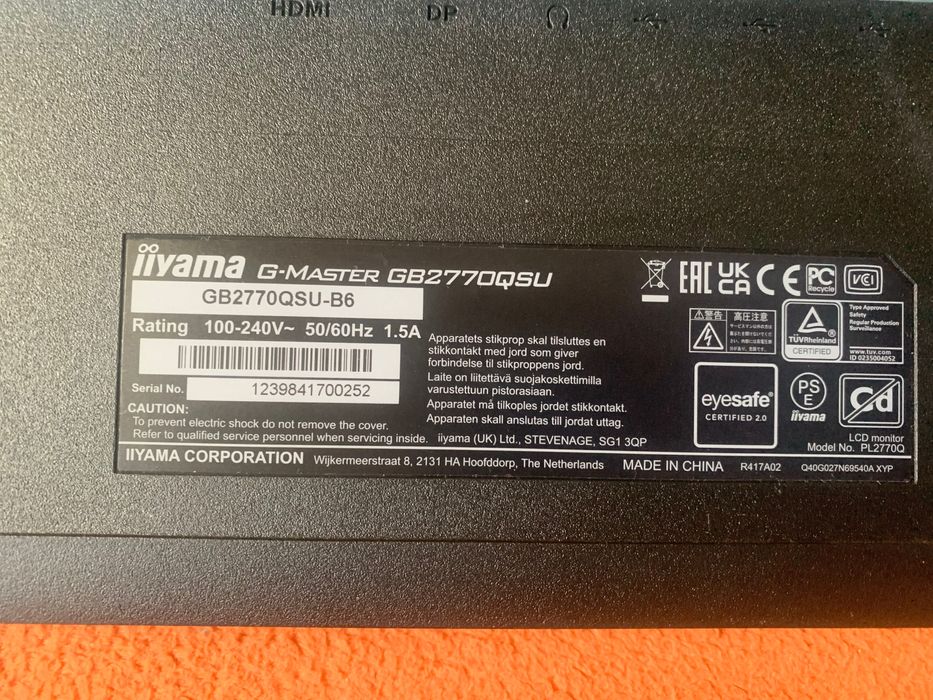 HDMI
DP
iiyama G-MASTER GB2770QSU
GB2770QSU-B6
Rating 100-240V~ 50/60Hz 1.5A
Serial No. 1239841700252
CAUTION:
To prevent electric shock do not remove the cover.
Refer to qualified service personnel when servicing inside.
Apparatets stikprop skal tilsluttes en
stikkontakt med jord som giver
forbindelse til stikproppens jord.
Laite on liitettävä suojakoskettimilla
varustettuun pistorasiaan.
Apparatet må tilkoples jordet stikkontakt.
Apparaten skall anslutas till jordat uttag.
iiyama (UK) Ltd., STEVENAGE, SG1 3QP
EAC UK CA CE PC Recycle VCI
警告 高圧注意
TÜVRheinland
CERTIFIED
Type Approved
Safety
Regular Production
Surveillance
www.tuv.com
ID 0235004052
eyesafe®
CERTIFIED 2.0
PS
E
iiyama
Cd
LCD monitor
Model No. PL2770Q
IIYAMA CORPORATION Wijkermeerstraat 8, 2131 HA Hoofddorp, The Netherlands MADE IN CHINA R417A02 Q40G027N69540A XYP